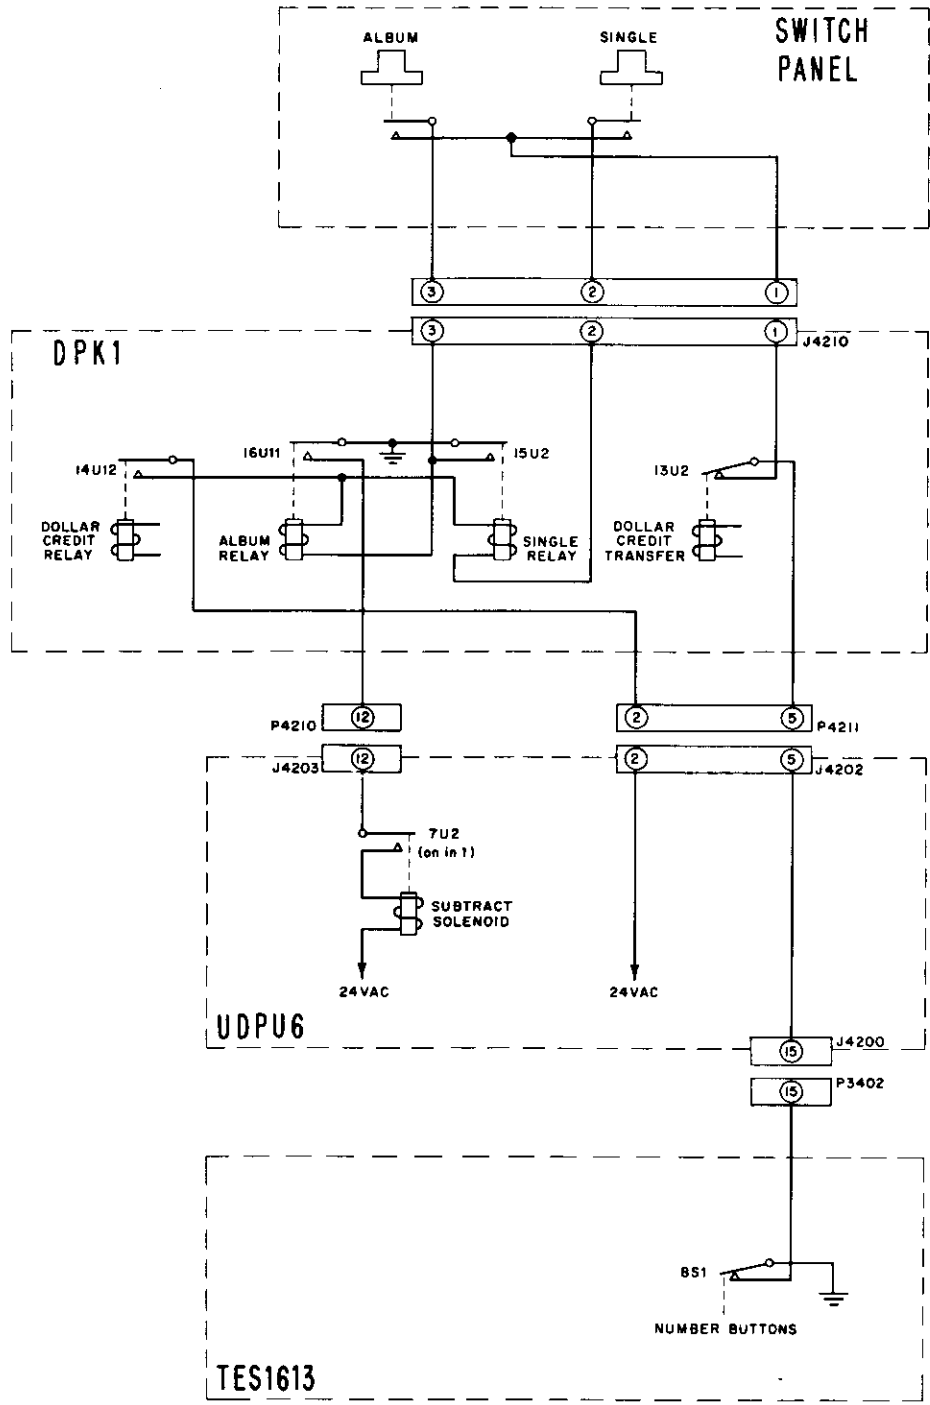 SWITCH
PANEL
ALBUM
SINGLE
3
2
1
3
2
1
J4210
DPK1
14U12
16U11
15U2
13U2
DOLLAR
CREDIT
RELAY
ALBUM
RELAY
SINGLE
RELAY
DOLLAR
CREDIT
TRANSFER
P4210
12
2
5
P4211
J4203
12
2
5
J4202
7U2
(on in 1)
SUBTRACT
SOLENOID
24VAC
24VAC
UDPU6
15
J4200
15
P3402
BS1
NUMBER BUTTONS
TES1613